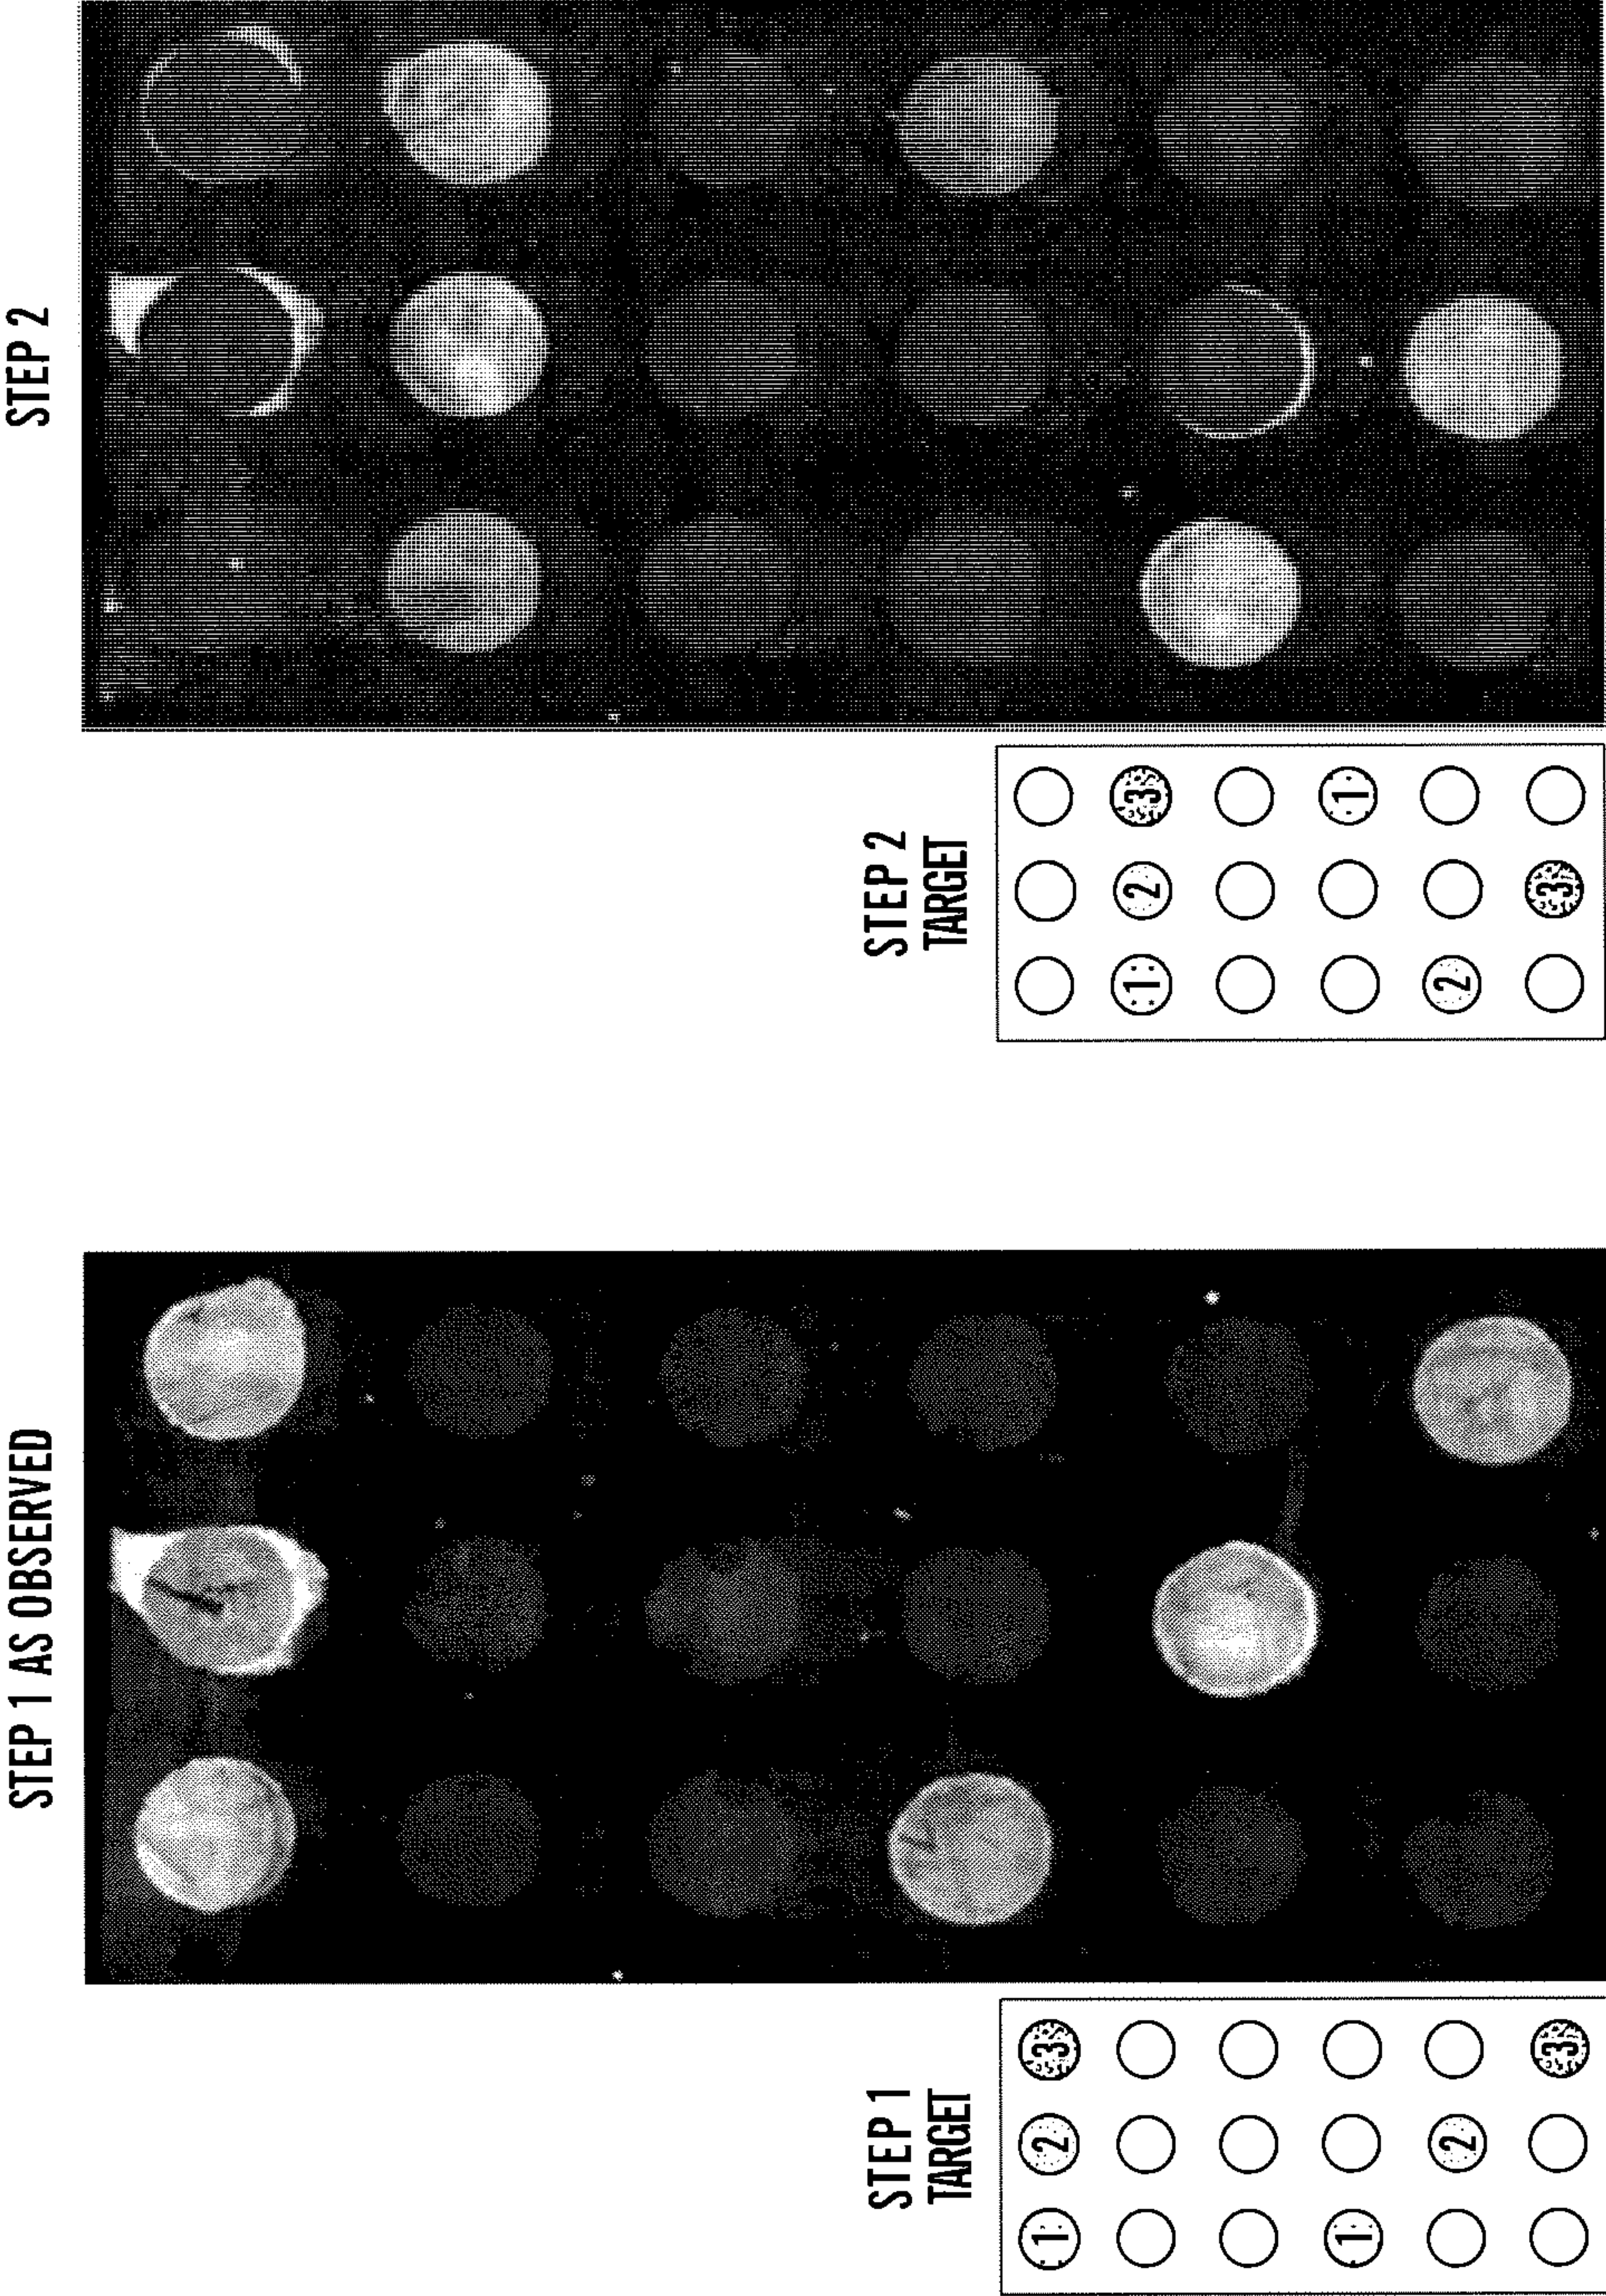 STEP 1 AS OBSERVED
STEP 1
TARGET
1 2 3
1
2
3
STEP 2
STEP 2
TARGET
1 2 3
1
2
3